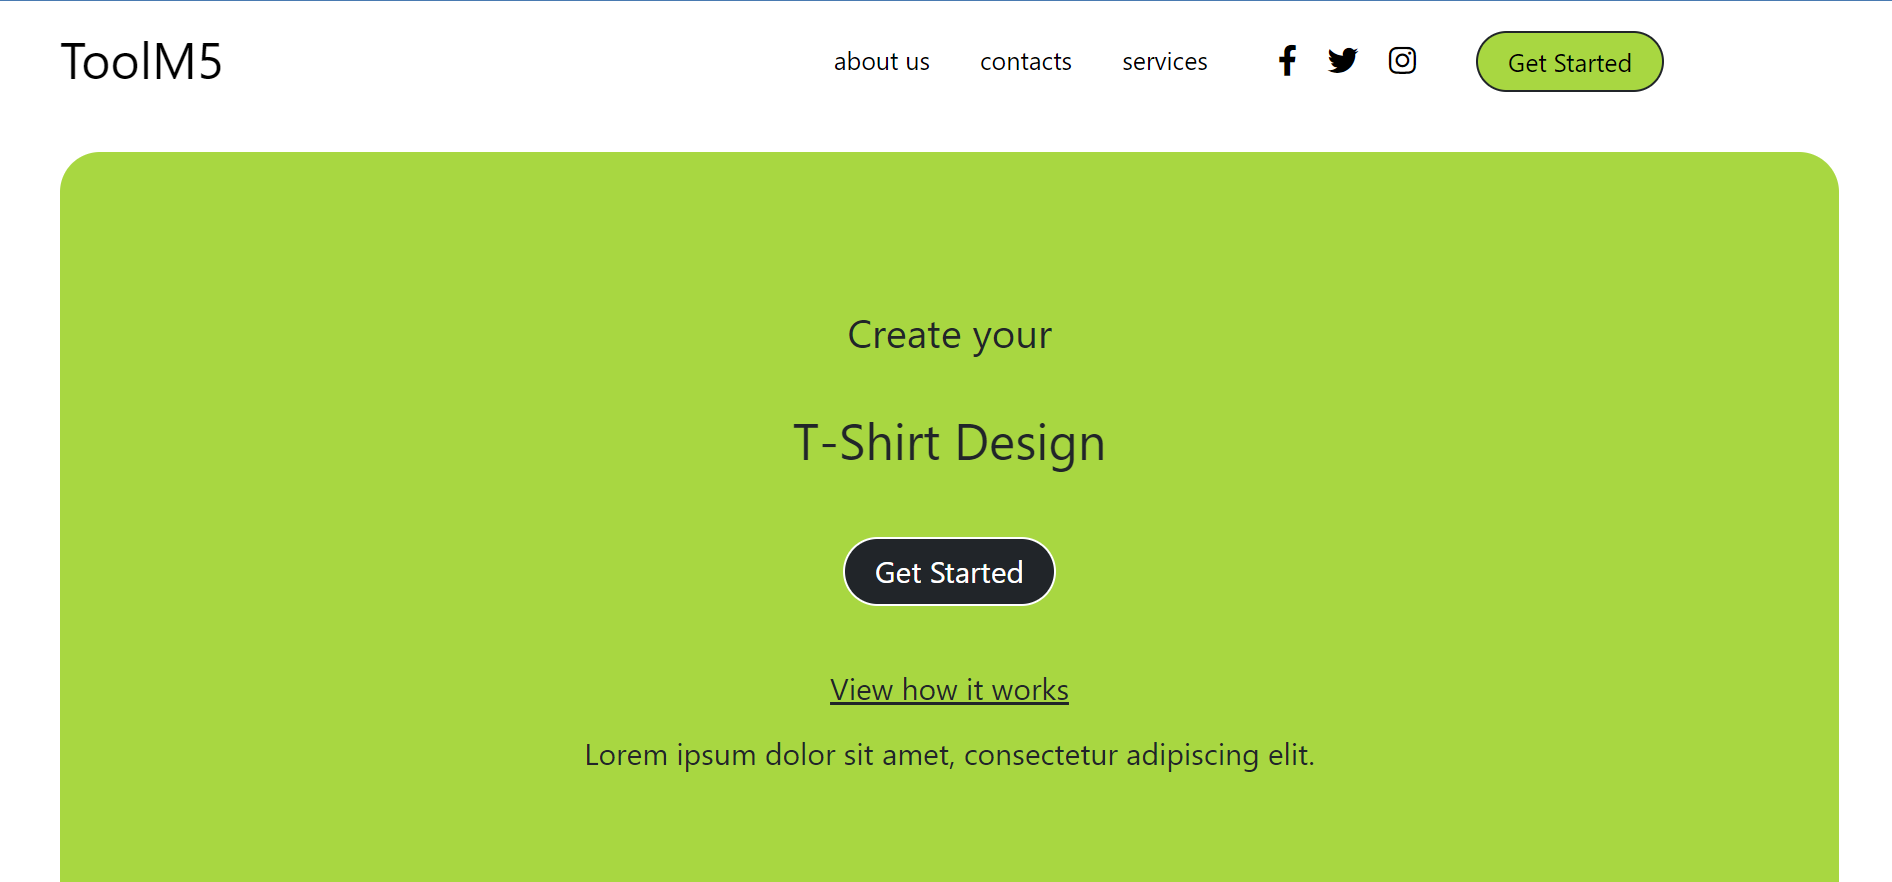 ToolM5
about us contacts services Get Started
Create your
T-Shirt Design
Get Started
View how it works
Lorem ipsum dolor sit amet, consectetur adipiscing elit.